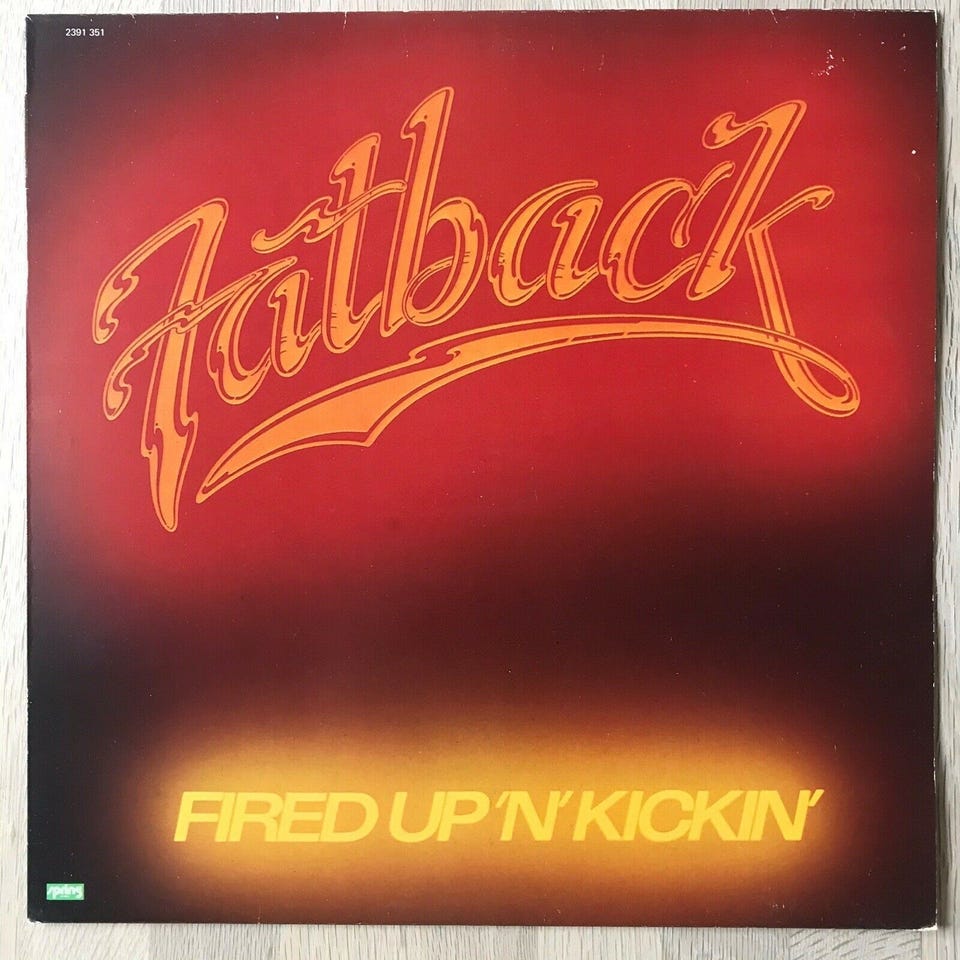 2391 351
Fatback
FIRED UP 'N' KICKIN'
spring